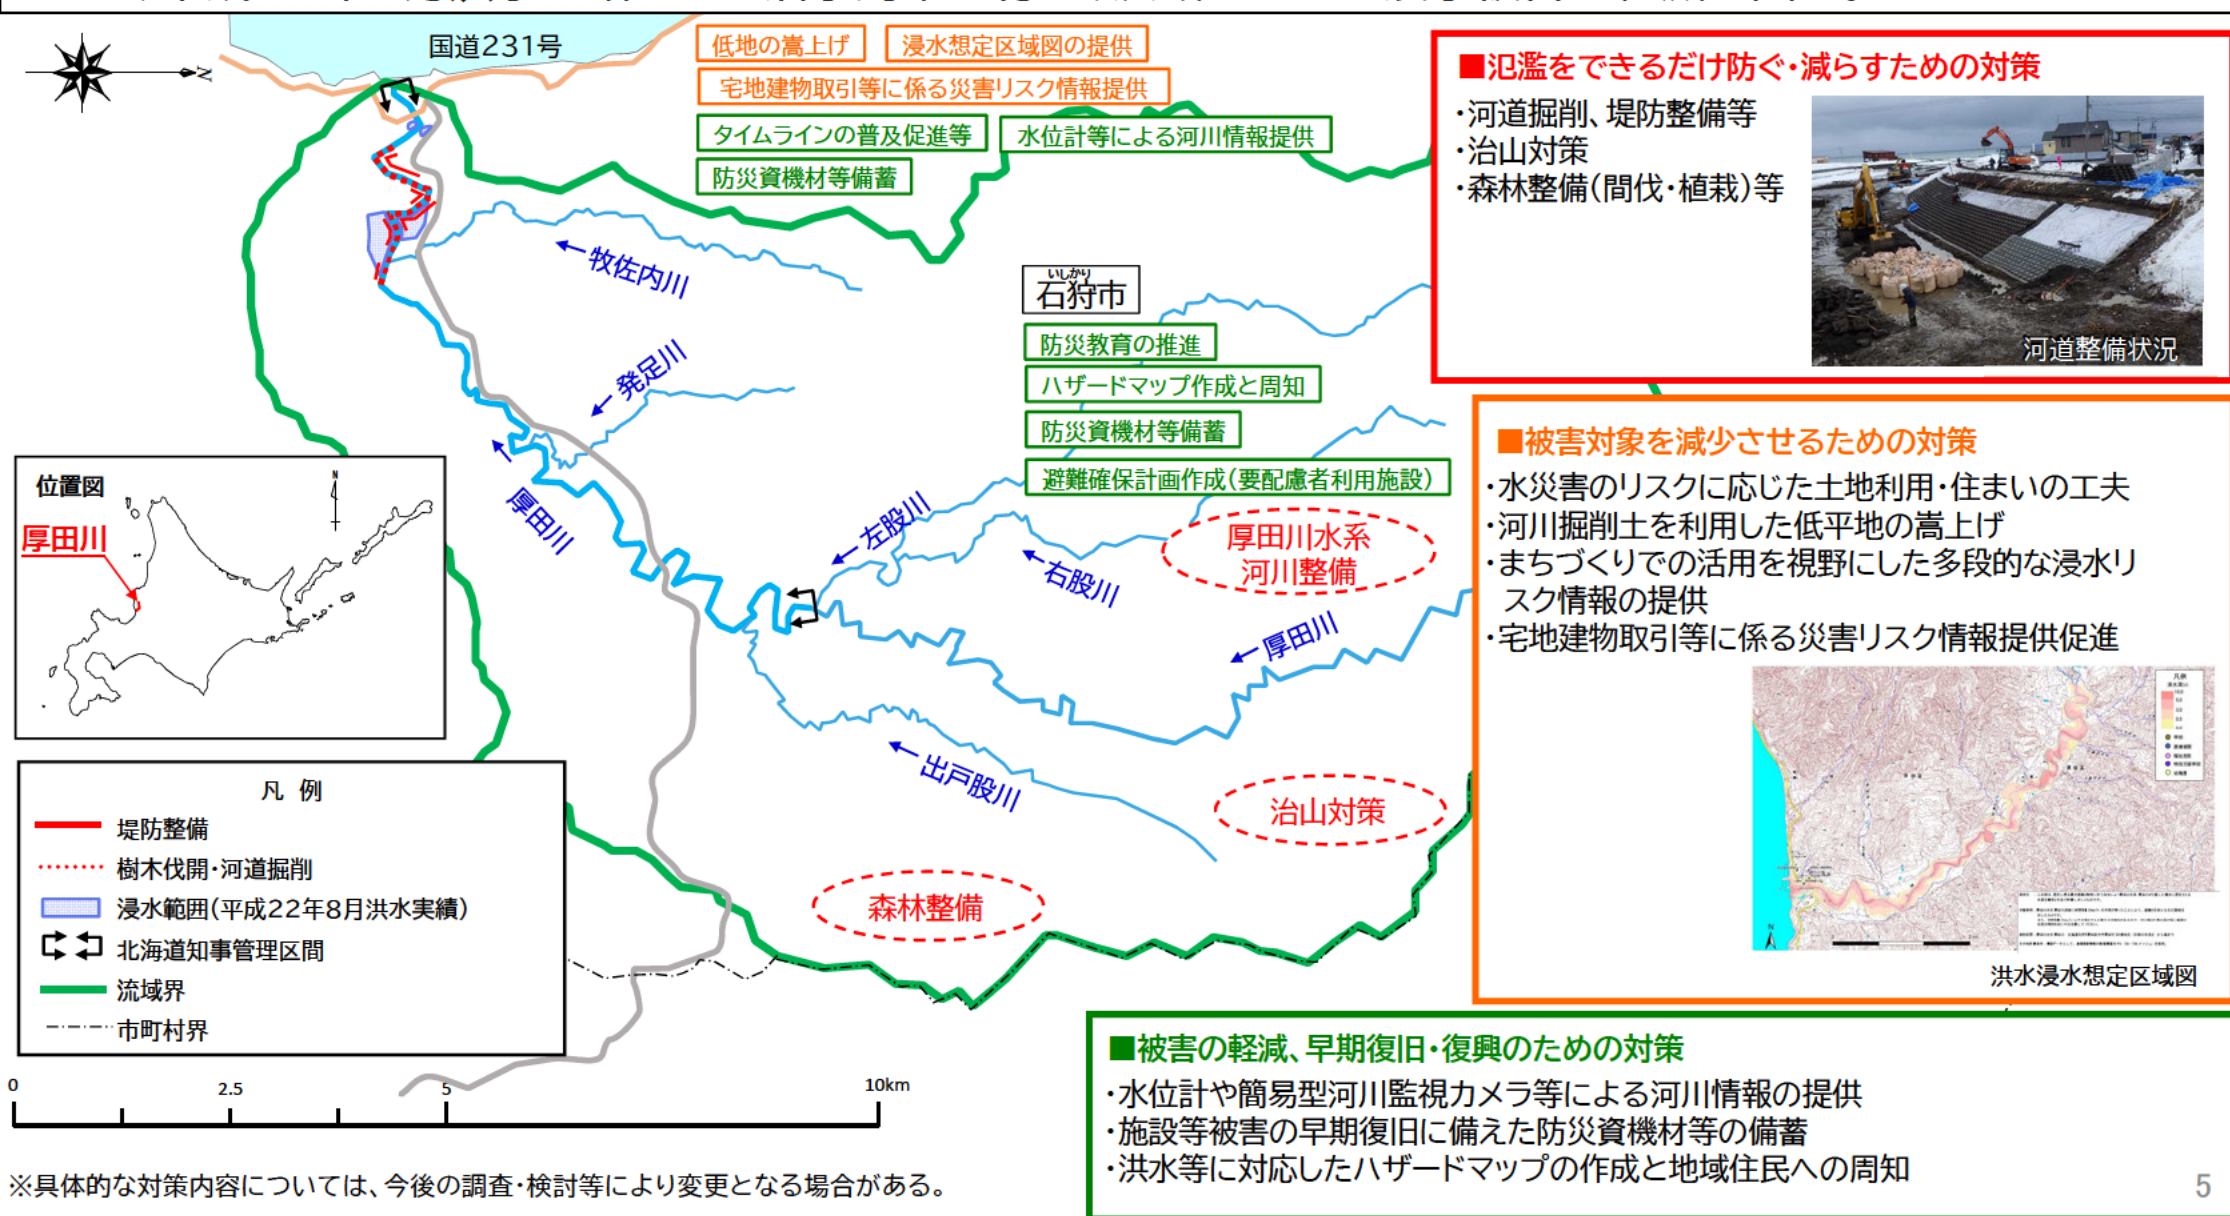 国道231号
N
低地の嵩上げ
浸水想定区域図の提供
宅地建物取引等に係る災害リスク情報提供
タイムラインの普及促進等
水位計等による河川情報提供
防災資機材等備蓄
牧佐内川
発足川
厚田川
左股川
右股川
厚田川
出戸股川
いしかり
石狩市
防災教育の推進
ハザードマップ作成と周知
防災資機材等備蓄
避難確保計画作成(要配慮者利用施設)
厚田川水系
河川整備
治山対策
森林整備
位置図
N
厚田川
凡 例
堤防整備
樹木伐開・河道掘削
浸水範囲(平成22年8月洪水実績)
北海道知事管理区間
流域界
市町村界
0
2.5
5
10km
※具体的な対策内容については、今後の調査・検討等により変更となる場合がある。
■氾濫をできるだけ防ぐ・減らすための対策
・河道掘削、堤防整備等
・治山対策
・森林整備(間伐・植栽)等
河道整備状況
■被害対象を減少させるための対策
・水災害のリスクに応じた土地利用・住まいの工夫
・河川掘削土を利用した低平地の嵩上げ
・まちづくりでの活用を視野にした多段的な浸水リ
スク情報の提供
・宅地建物取引等に係る災害リスク情報提供促進
凡例
N
洪水浸水想定区域図
■被害の軽減、早期復旧・復興のための対策
・水位計や簡易型河川監視カメラ等による河川情報の提供
・施設等被害の早期復旧に備えた防災資機材等の備蓄
・洪水等に対応したハザードマップの作成と地域住民への周知
5